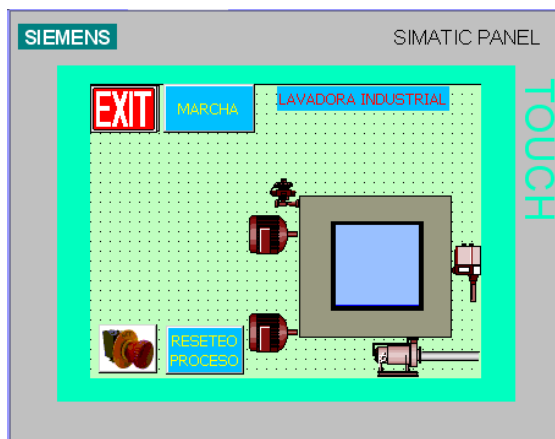 SIEMENS
SIMATIC PANEL
TOUCH
EXIT
MARCHA
LAVADORA INDUSTRIAL
RESETEO
PROCESO